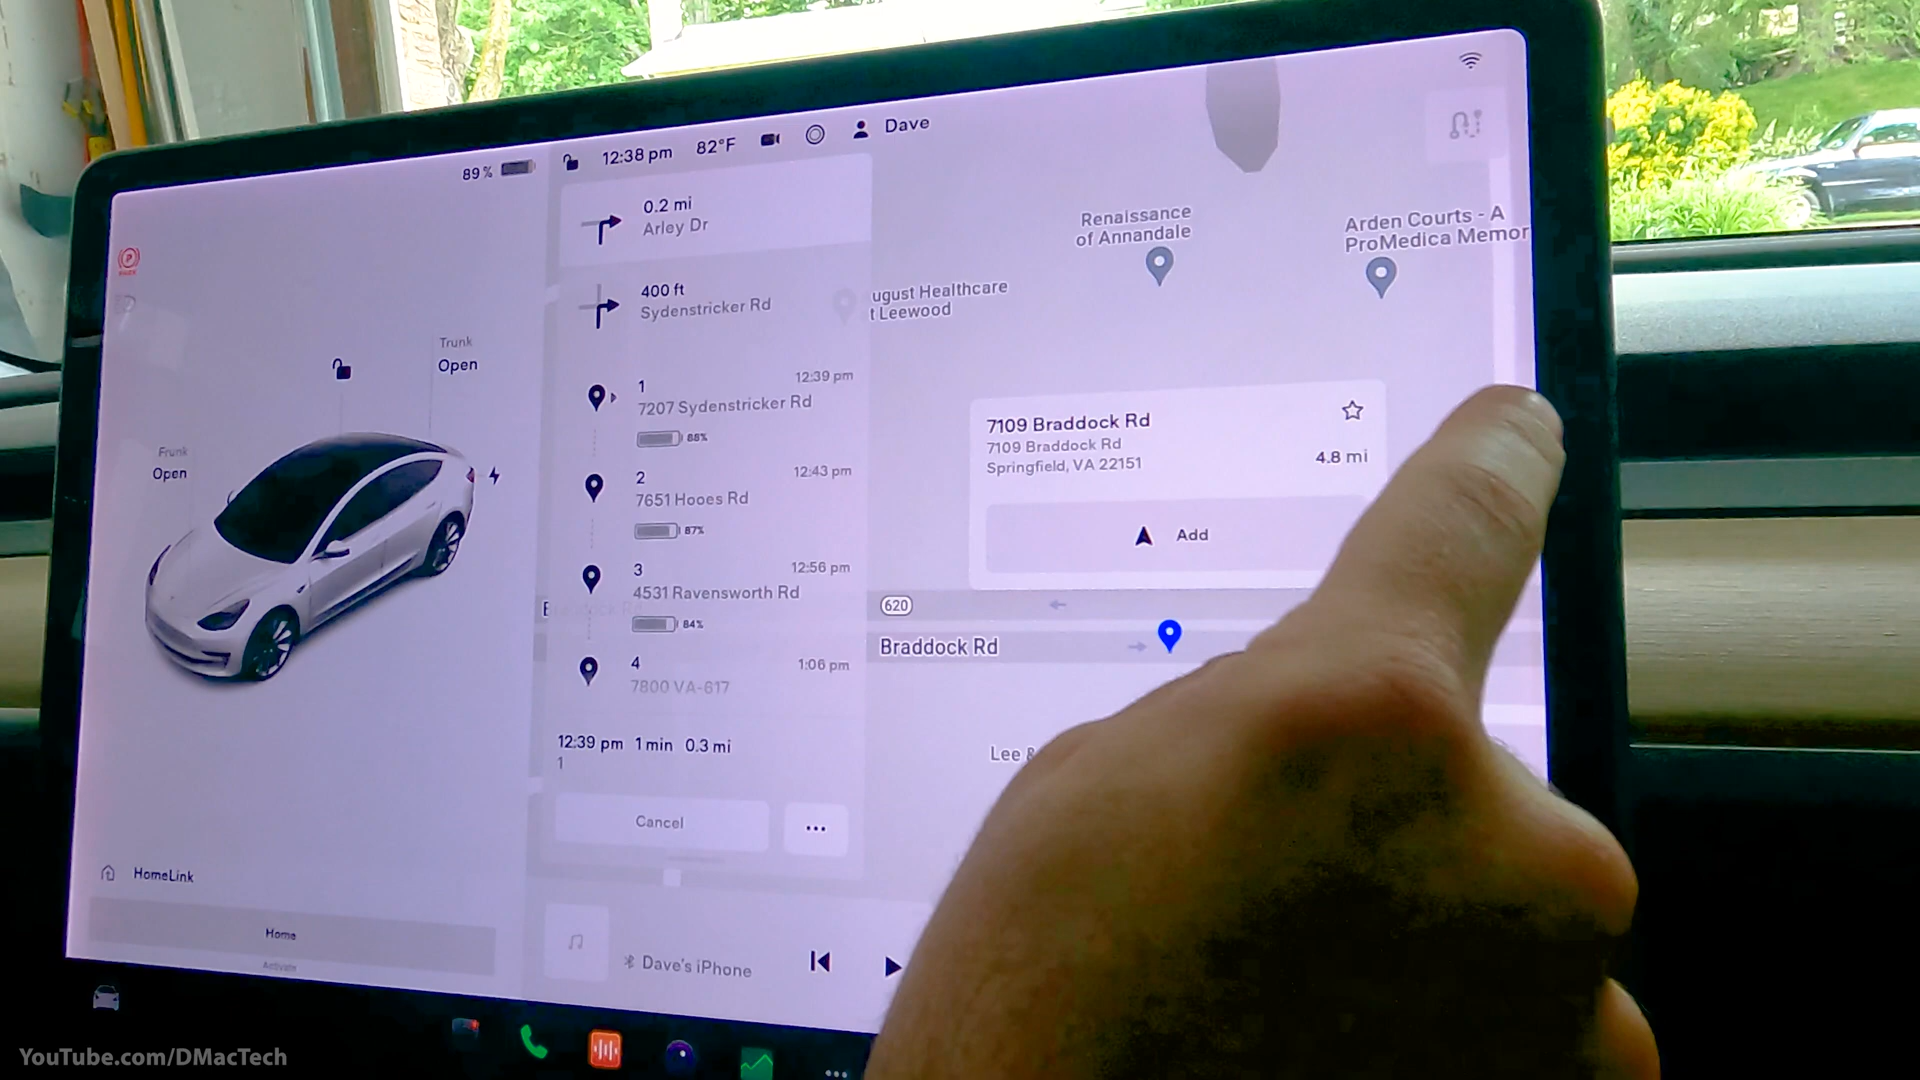 89%
12:38 pm
82°F
Dave
Trunk
Open
Frunk
Open
HomeLink
Home
Activate
0.2 mi
Arley Dr
400 ft
Sydenstricker Rd
1
12:39 pm
7207 Sydenstricker Rd
88%
2
12:43 pm
7651 Hooes Rd
87%
3
12:56 pm
4531 Ravensworth Rd
84%
4
1:06 pm
7800 VA-617
12:39 pm 1 min 0.3 mi
1
Cancel
Dave's iPhone
Renaissance
of Annandale
Arden Courts - A
ProMedica Memor
ugust Healthcare
t Leewood
7109 Braddock Rd
7109 Braddock Rd
Springfield, VA 22151
4.8 mi
Add
620
Braddock Rd
Lee &
YouTube.com/DMacTech